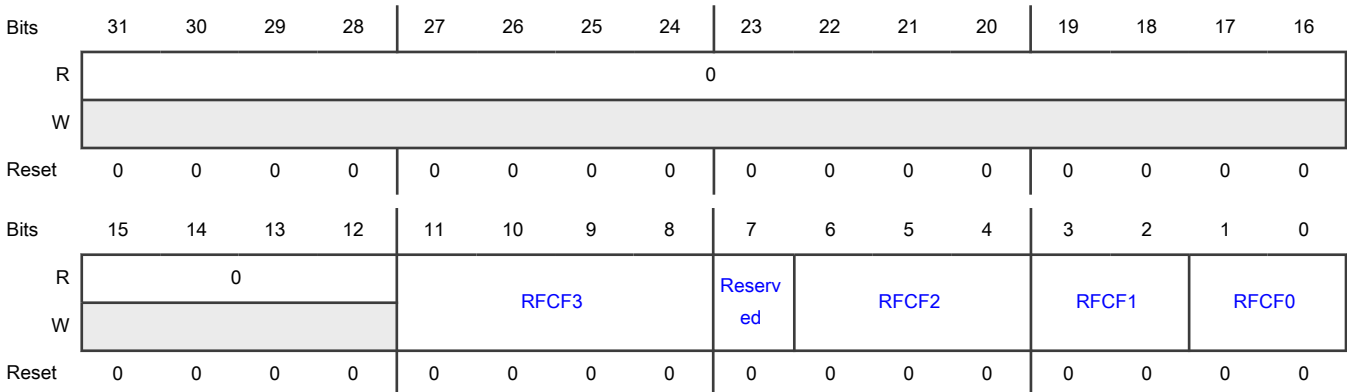 Bits 31 30 29 28 27 26 25 24 23 22 21 20 19 18 17 16
R 0
W
Reset 0 0 0 0 0 0 0 0 0 0 0 0 0 0 0 0
Bits 15 14 13 12 11 10 9 8 7 6 5 4 3 2 1 0
R 0 RFCF3 Reserv RFCF2 RFCF1 RFCF0
W ed
Reset 0 0 0 0 0 0 0 0 0 0 0 0 0 0 0 0